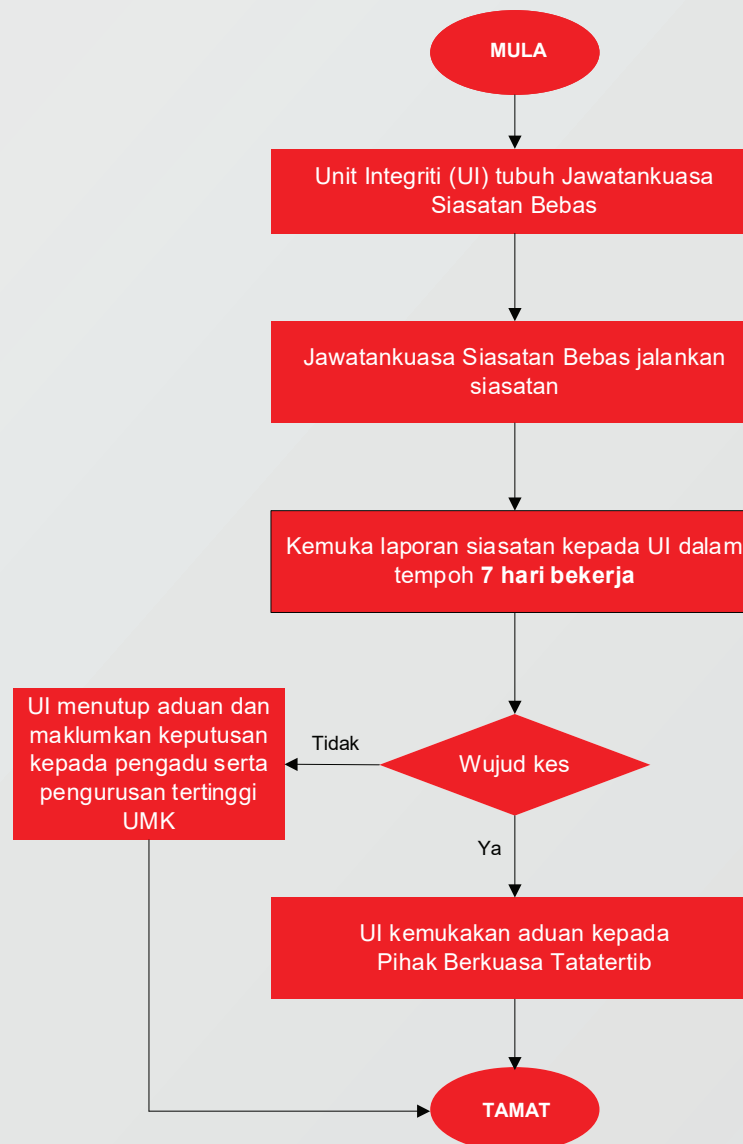 MULA
Unit Integriti (UI) tubuh Jawatankuasa
Siasatan Bebas
Jawatankuasa Siasatan Bebas jalankan
siasatan
Kemuka laporan siasatan kepada UI dalam
tempoh 7 hari bekerja
UI menutup aduan dan
maklumkan keputusan
kepada pengadu serta
pengurusan tertinggi
UMK
Tidak
Wujud kes
Ya
UI kemukakan aduan kepada
Pihak Berkuasa Tatatertib
TAMAT